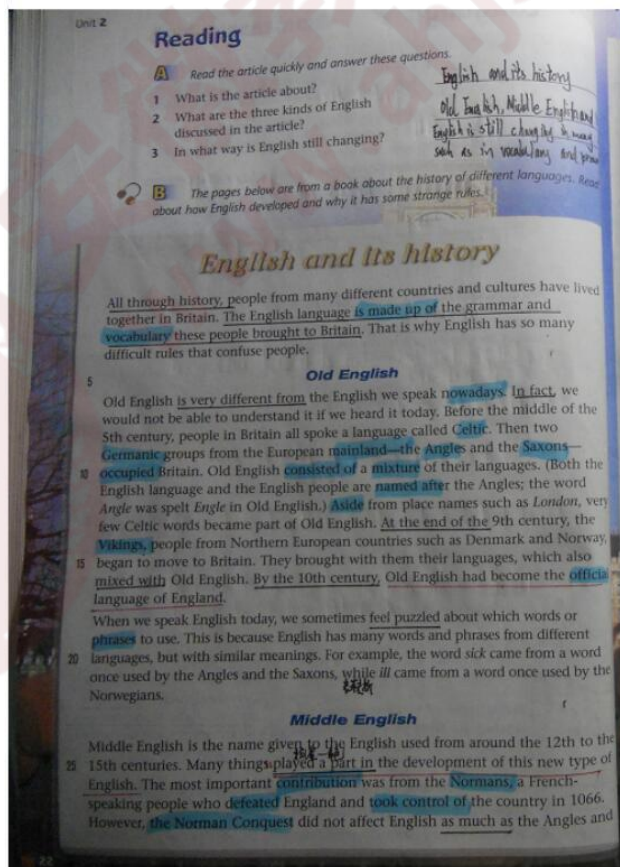 Unit 2
Reading
A Read the article quickly and answer these questions.
1 What is the article about?
English and its history
2 What are the three kinds of English
discussed in the article?
Old English, Middle English and
3 In what way is English still changing?
English is still changing in many
such as in vocabulary and
B The pages below are from a book about the history of different languages. Read
about how English developed and why it has some strange rules.
English and its history
All through history, people from many different countries and cultures have lived
together in Britain. The English language is made up of the grammar and
vocabulary these people brought to Britain. That is why English has so many
difficult rules that confuse people.
5
Old English
Old English is very different from the English we speak nowadays. In fact, we
would not be able to understand it if we heard it today. Before the middle of the
5th century, people in Britain all spoke a language called Celtic. Then two
Germanic groups from the European mainland—the Angles and the Saxons—
10 occupied Britain. Old English consisted of a mixture of their languages. (Both the
English language and the English people are named after the Angles; the word
Angle was spelt Engle in Old English.) Aside from place names such as London, very
few Celtic words became part of Old English. At the end of the 9th century, the
Vikings, people from Northern European countries such as Denmark and Norway,
15 began to move to Britain. They brought with them their languages, which also
mixed with Old English. By the 10th century, Old English had become the official
language of England.
When we speak English today, we sometimes feel puzzled about which words or
phrases to use. This is because English has many words and phrases from different
20 languages, but with similar meanings. For example, the word sick came from a word
once used by the Angles and the Saxons, while ill came from a word once used by the
Norwegians.
Middle English
Middle English is the name given to the English used from around the 12th to the
25 15th centuries. Many things played a part in the development of this new type of
English. The most important contribution was from the Normans, a French-
speaking people who defeated England and took control of the country in 1066.
However, the Norman Conquest did not affect English as much as the Angles and
22